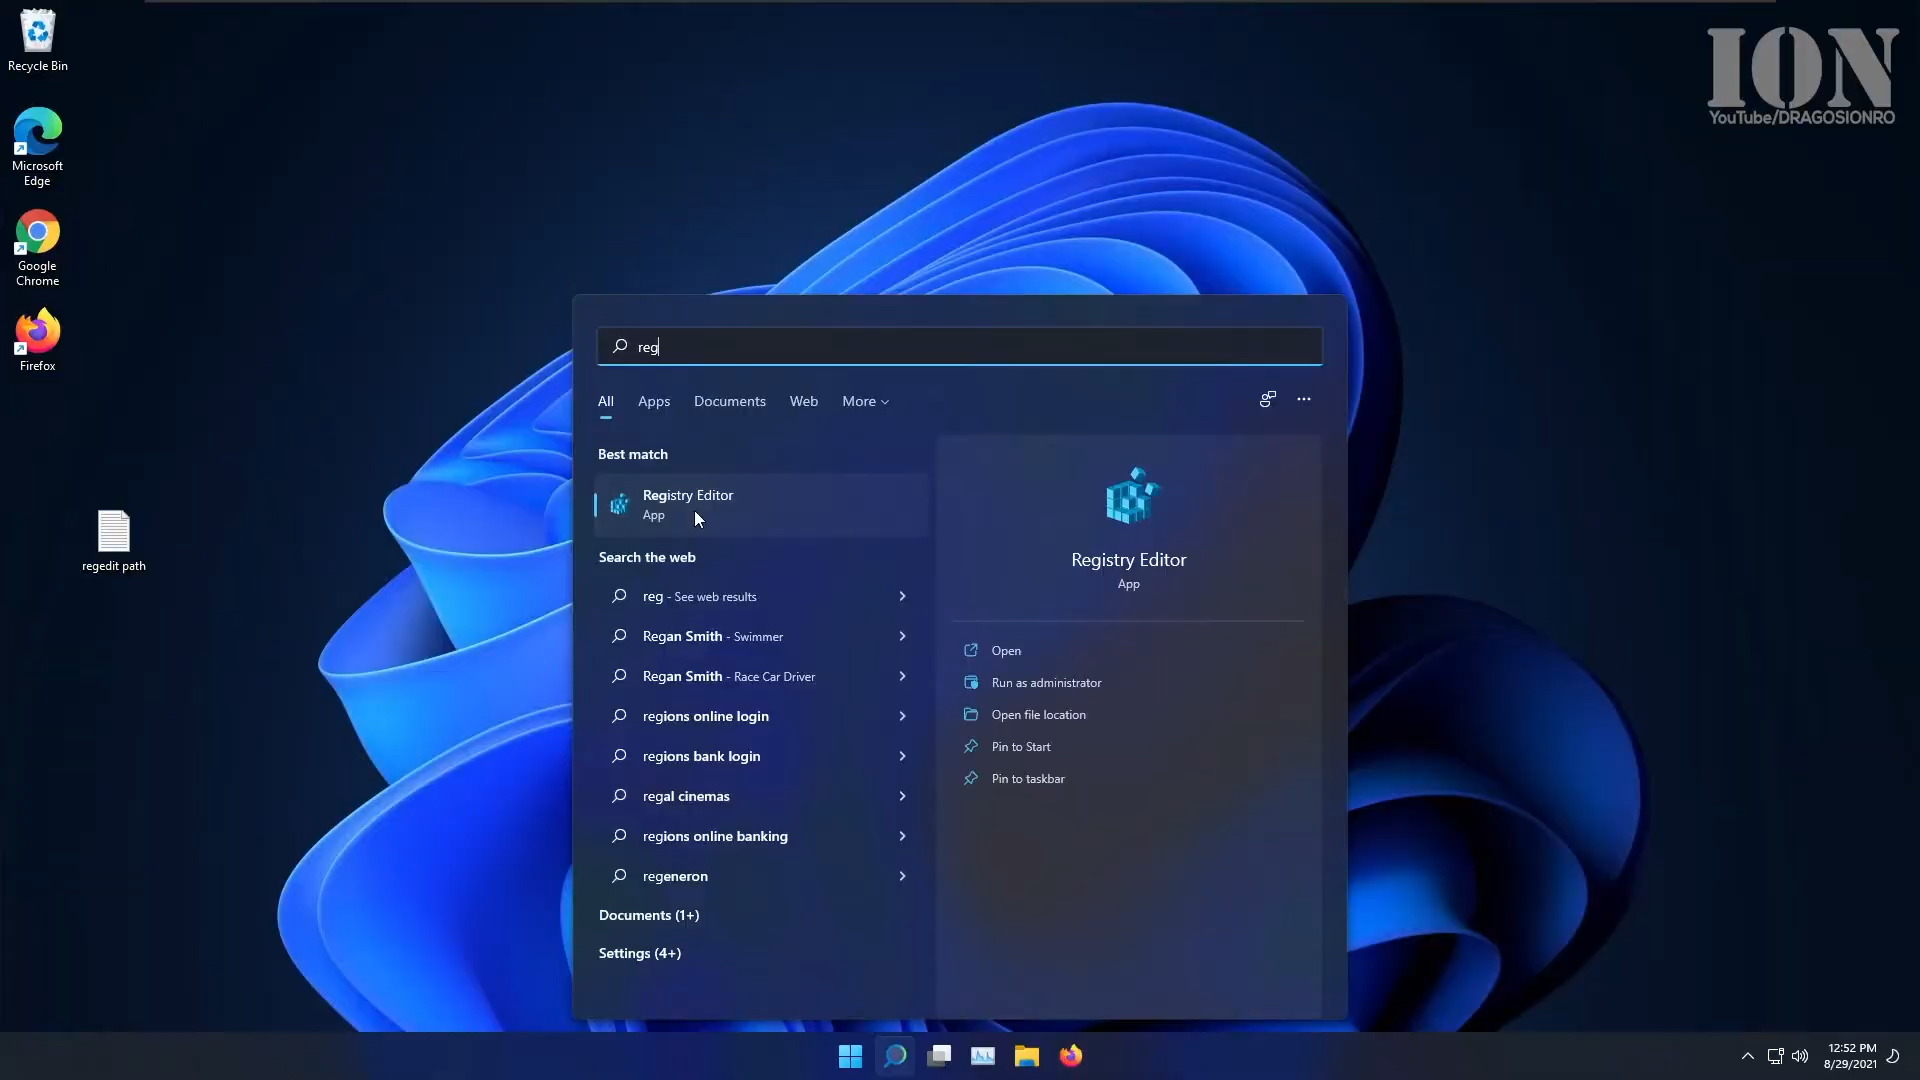 Recycle Bin
Microsoft
Edge
Google
Chrome
Firefox
regedit path
ION
YouTube/DRAGOSIONRO
reg
All
Apps
Documents
Web
More
Best match
Registry Editor
App
Search the web
reg - See web results
Regan Smith - Swimmer
Regan Smith - Race Car Driver
regions online login
regions bank login
regal cinemas
regions online banking
regeneron
Documents (1+)
Settings (4+)
Registry Editor
App
Open
Run as administrator
Open file location
Pin to Start
Pin to taskbar
12:52 PM
8/29/2021